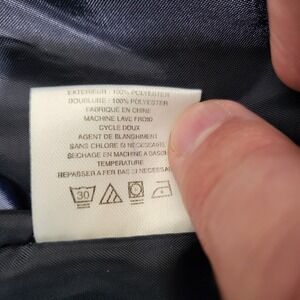 EXTERIEUR : 100% POLYESTER
DOUBLURE : 100% POLYESTER
FABRIQUE EN CHINE
MACHINE LAVE FROID
CYCLE DOUX
AGENT DE BLANCHIMENT
SANS CHLORE SI NECESSAIRE
SECHAGE EN MACHINE A BASSE
TEMPERATURE
REPASSER A FER BAS SI NECESSAIRE
30